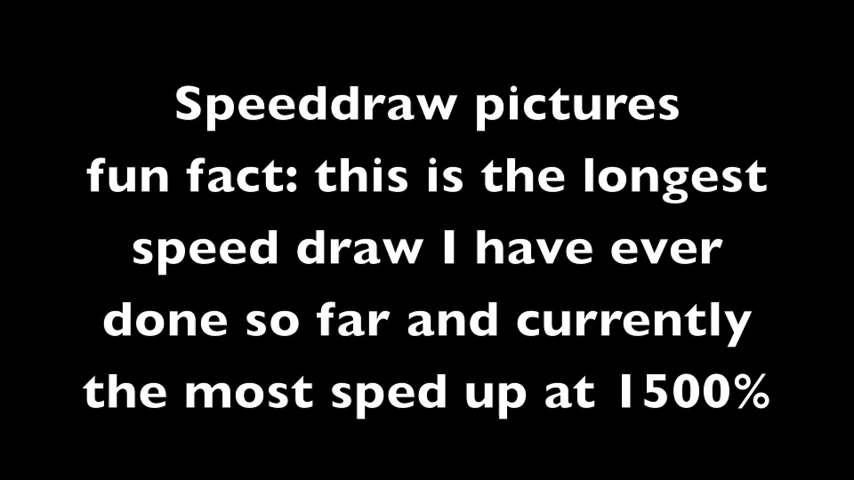 Speeddraw pictures
fun fact: this is the longest
speed draw I have ever
done so far and currently
the most sped up at 1500%